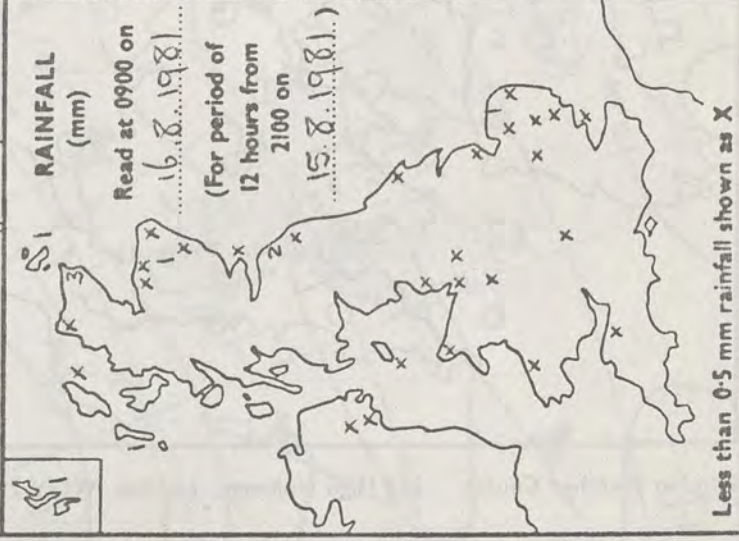 RAINFALL
(mm)
Read at 0900 on
16.8.1981
(For period of
12 hours from
2100 on
15.8.1981)
1
3
1
2
Less than 0·5 mm rainfall shown as X